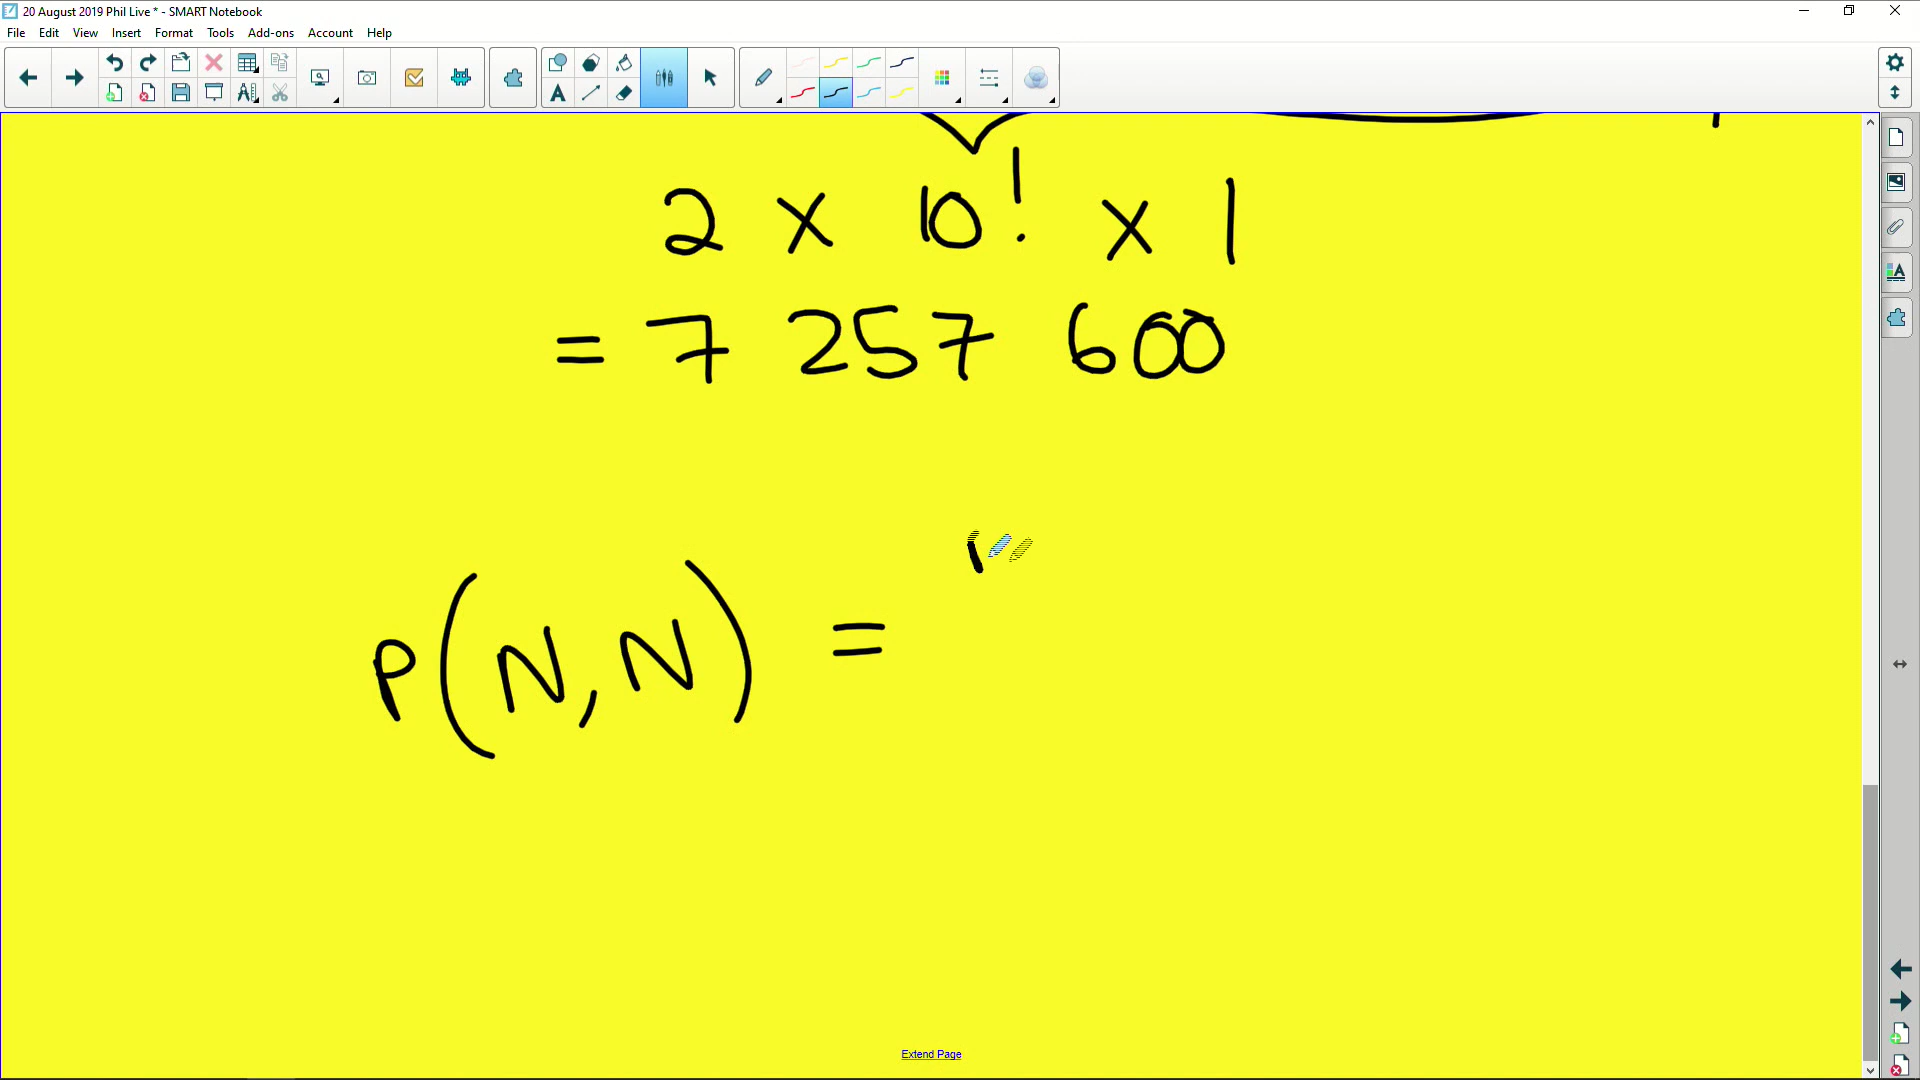 20 August 2019 Phil Live * - SMART Notebook
File Edit View Insert Format Tools Add-ons Account Help
2 x 10! x 1
= 7 257 600
P(N,N) =
Extend Page